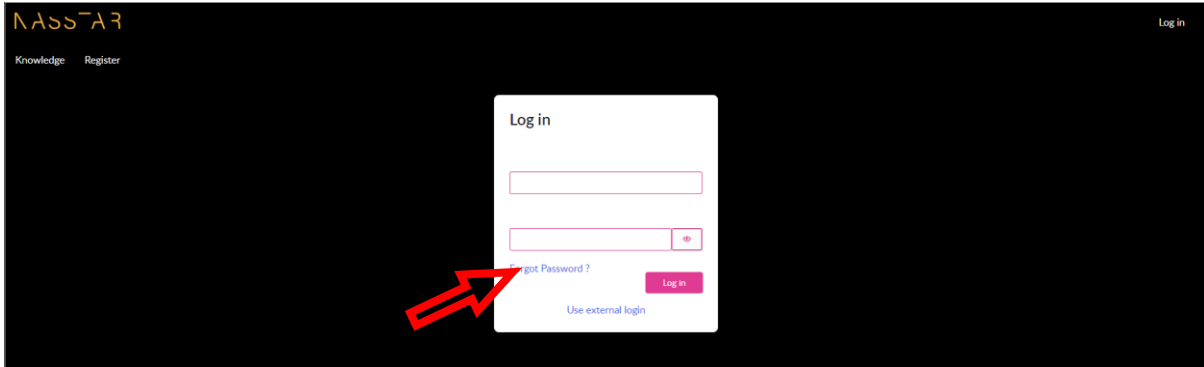 NASSTAR
Log in
Knowledge Register
Log in
Forgot Password ?
Log in
Use external login